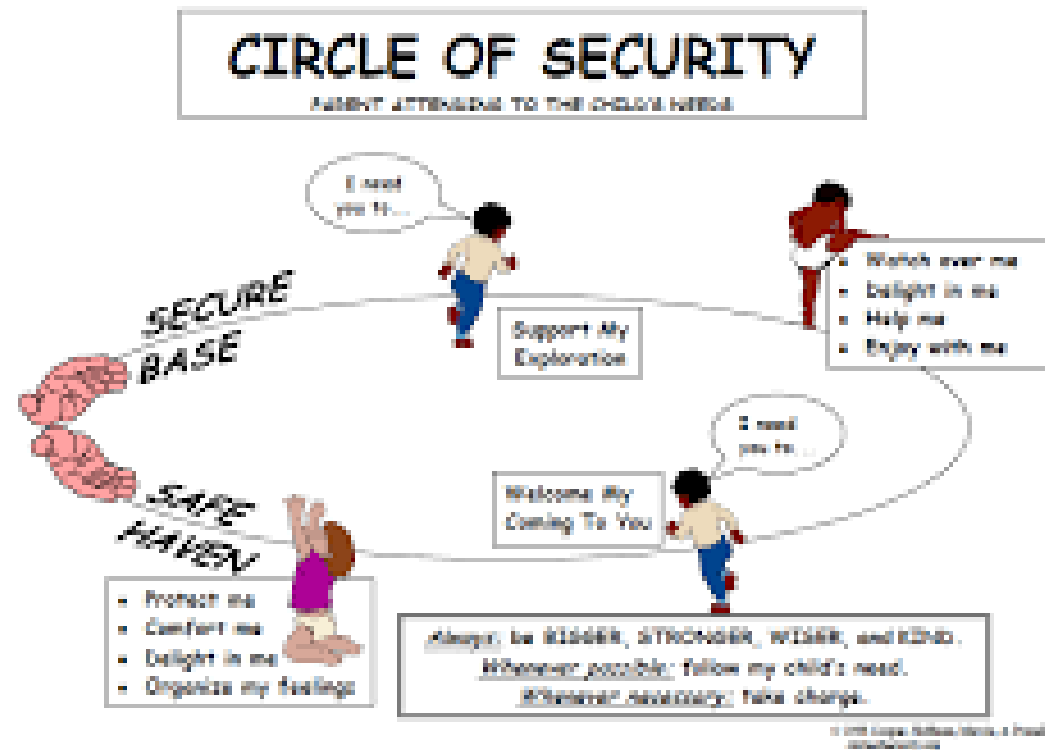 CIRCLE OF SECURITY
PARENT ATTENDING TO THE CHILD'S NEEDS
I need
you to...
SECURE
BASE
Support My
Exploration
• Watch over me
• Delight in me
• Help me
• Enjoy with me
I need
you to...
Welcome My
Coming To You
SAFE
HAVEN
• Protect me
• Comfort me
• Delight in me
• Organize my feelings
Always: be BIGGER, STRONGER, WISER, and KIND.
Whenever possible: follow my child's need.
Whenever necessary: take charge.